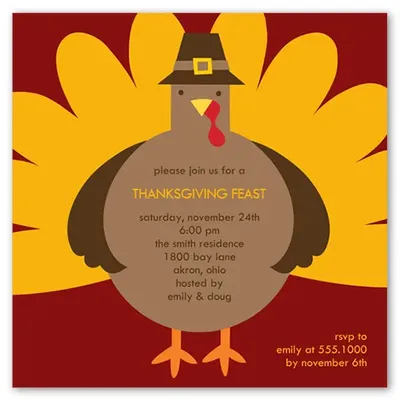 please join us for a
THANKSGIVING FEAST
saturday, november 24th
6:00 pm
the smith residence
1800 bay lane
akron, ohio
hosted by
emily & doug
rsvp to
emily at 555.1000
by november 6th